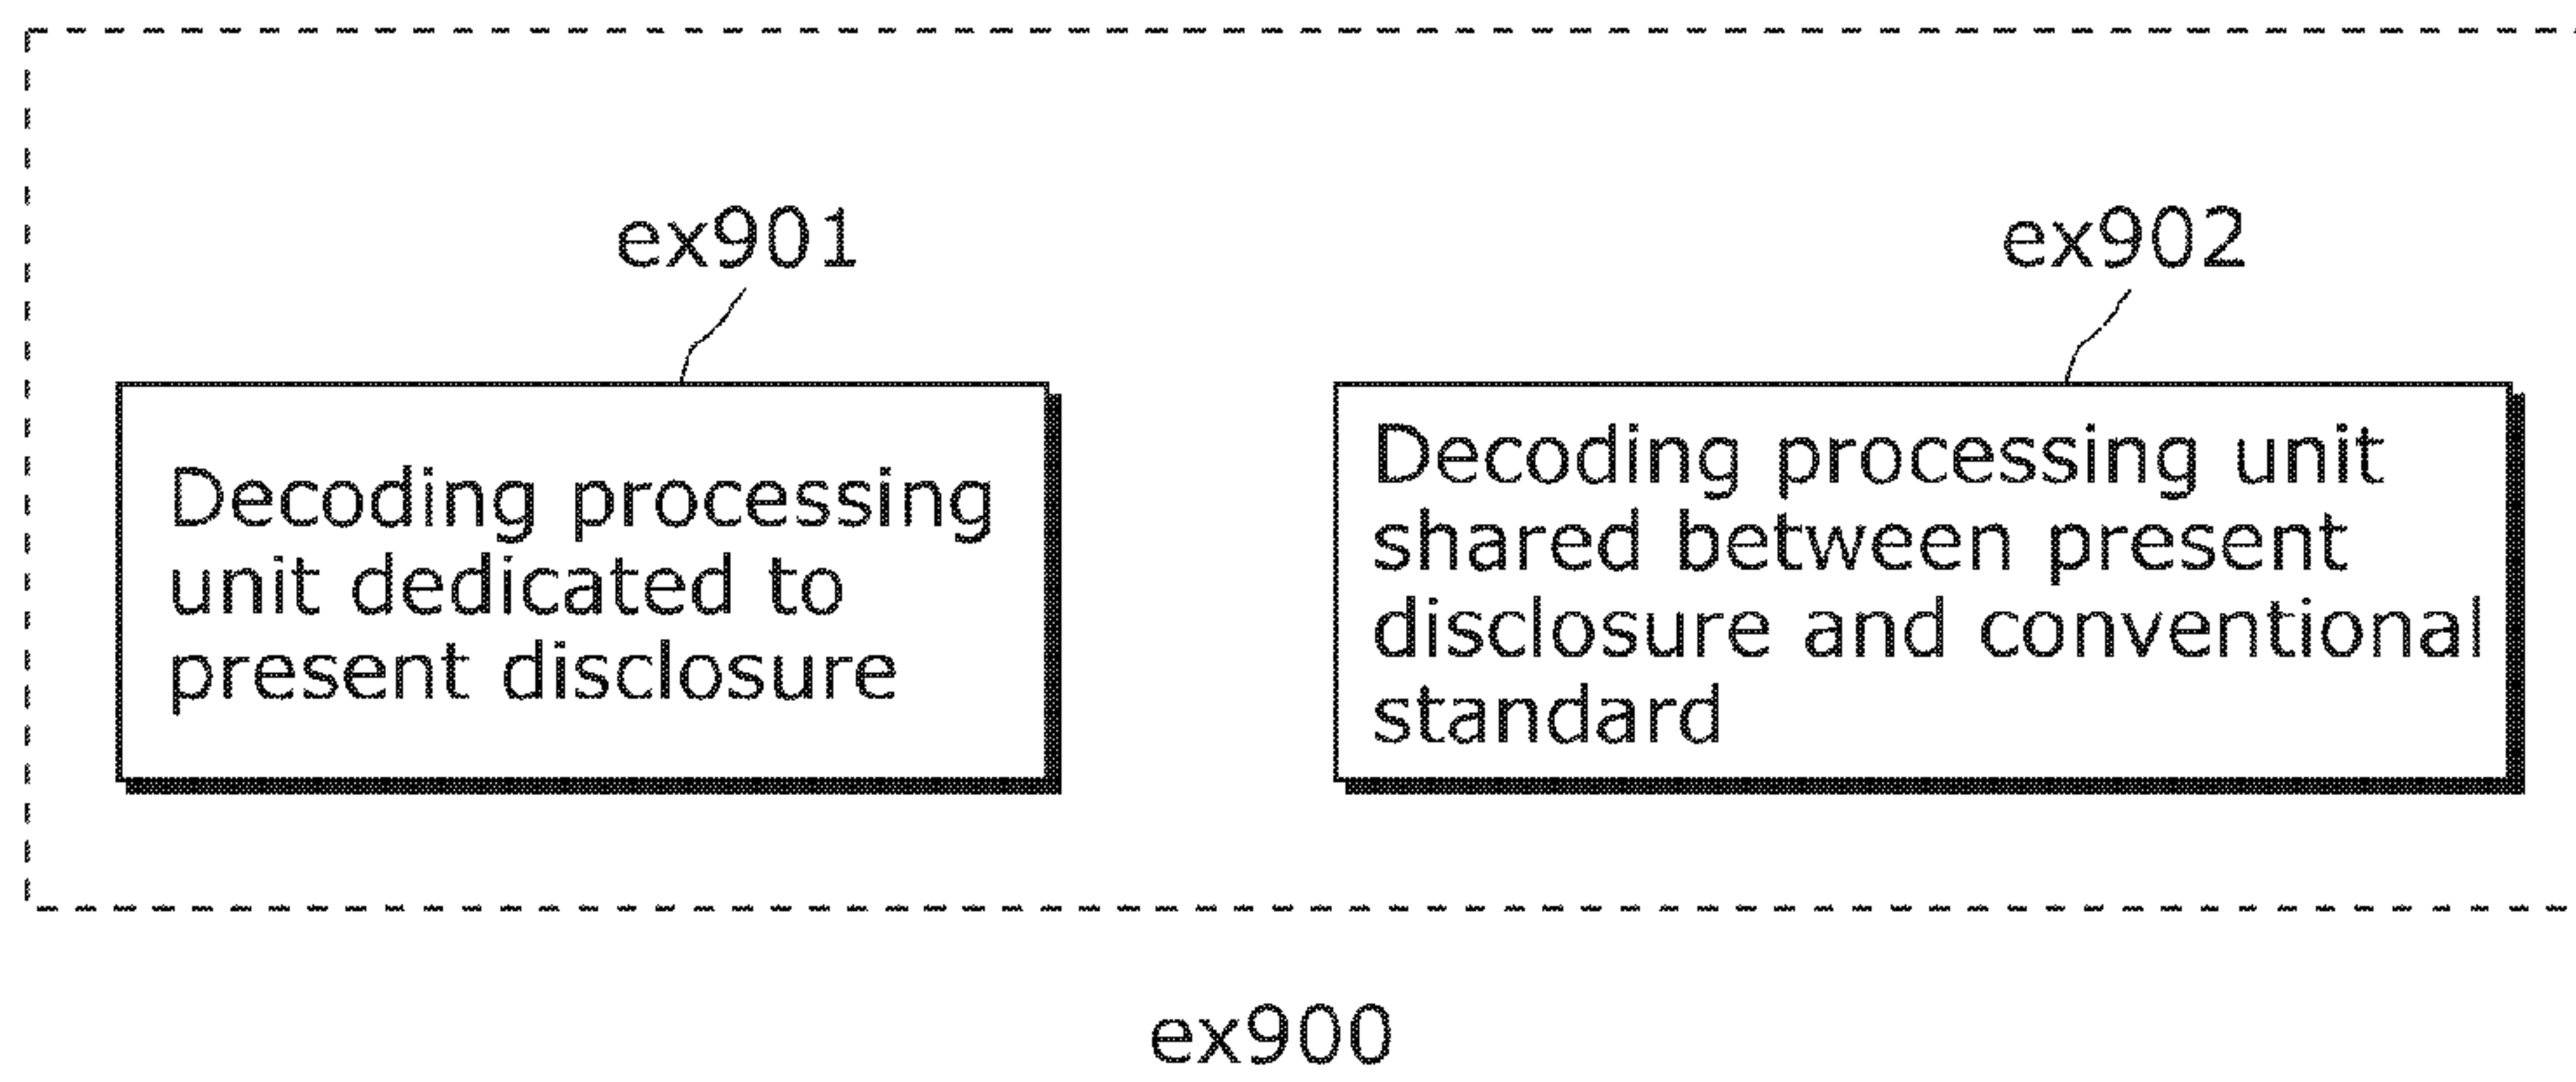 ex901
ex902
Decoding processing
unit dedicated to
present disclosure
Decoding processing unit
shared between present
disclosure and conventional
standard
ex900